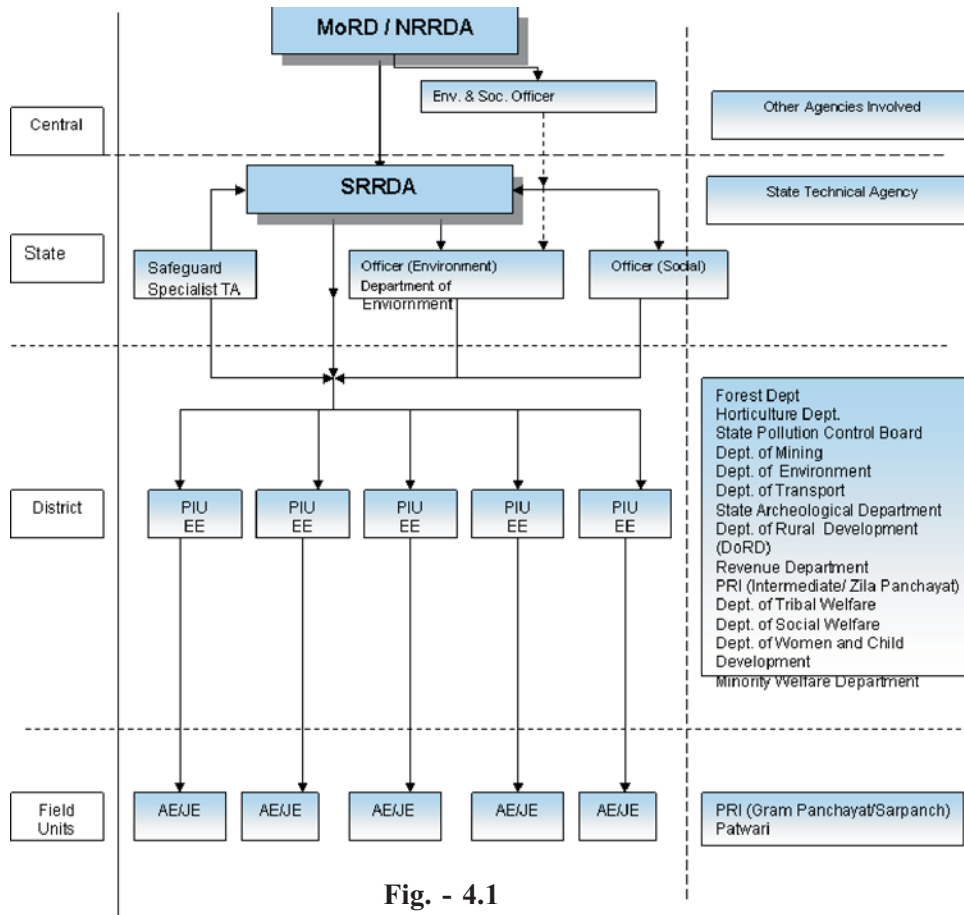 MoRD / NRRDA
Env. & Soc. Officer
Central
Other Agencies Involved
SRRDA
State Technical Agency
State
Safeguard
Specialist TA
Officer (Environment)
Department of
Enviornment
Officer (Social)
Forest Dept
Horticulture Dept.
State Pollution Control Board
Dept. of Mining
Dept. of Environment
Dept. of Transport
State Archeological Department
Dept. of Rural Development
(DoRD)
Revenue Department
PRI (Intermediate/ Zila Panchayat)
Dept. of Tribal Welfare
Dept. of Social Welfare
Dept. of Women and Child
Development
Minority Welfare Department
District
PIU
EE
PIU
EE
PIU
EE
PIU
EE
PIU
EE
Field
Units
AE/JE
AE/JE
AE/JE
AE/JE
AE/JE
PRI (Gram Panchayat/Sarpanch)
Patwari
Fig. - 4.1